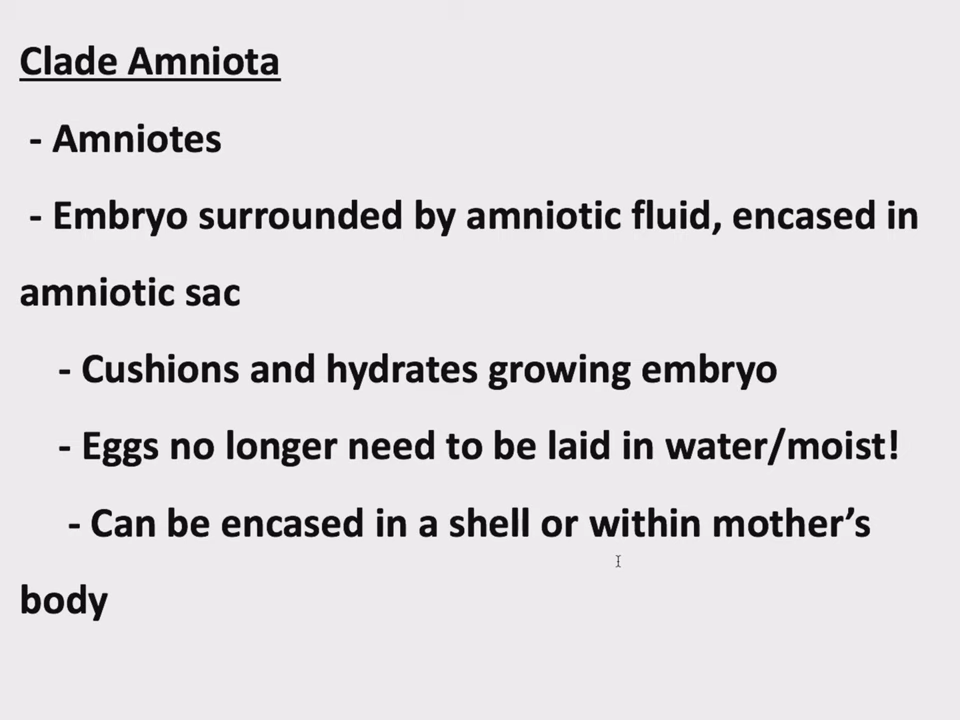 Clade Amniota
- Amniotes
- Embryo surrounded by amniotic fluid, encased in
amniotic sac
- Cushions and hydrates growing embryo
- Eggs no longer need to be laid in water/moist!
- Can be encased in a shell or within mother’s
body